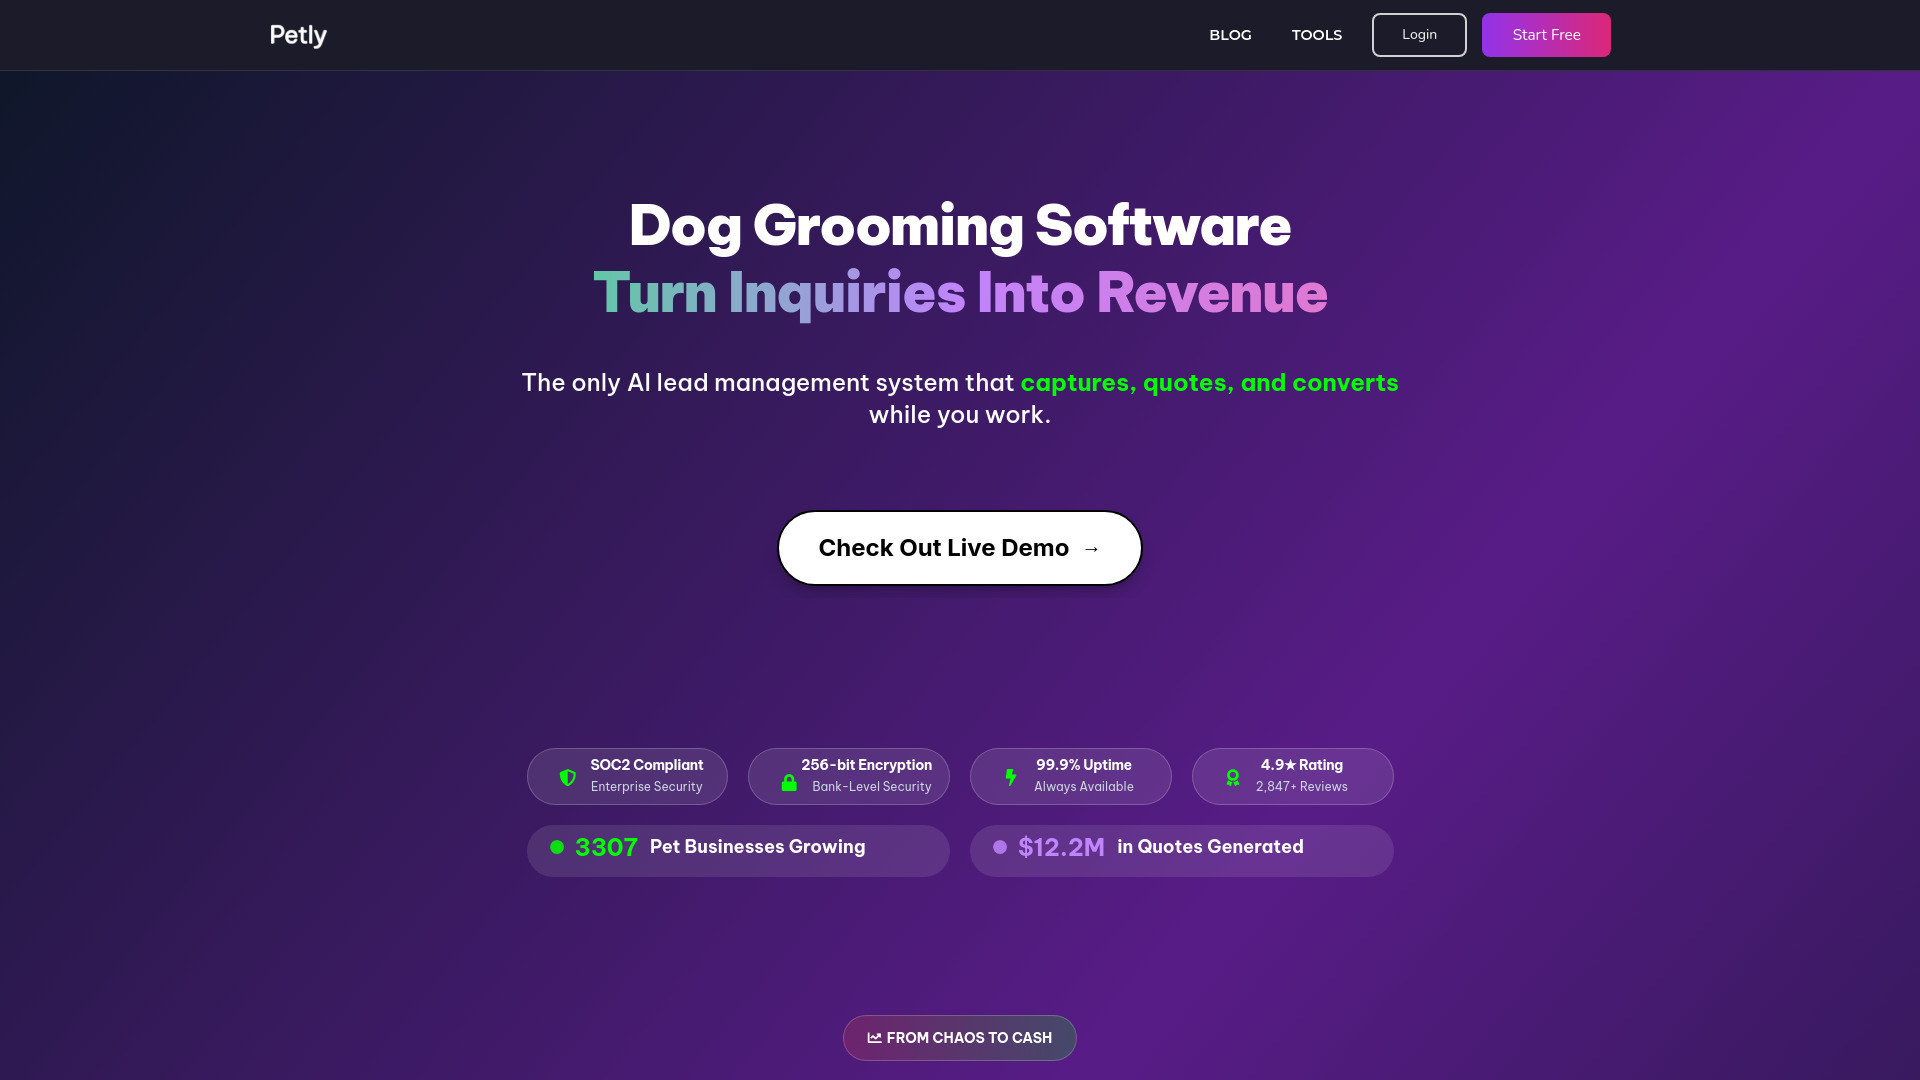 Petly
BLOG
TOOLS
Login
Start Free
Dog Grooming Software
Turn Inquiries Into Revenue
The only AI lead management system that captures, quotes, and converts
while you work.
Check Out Live Demo →
SOC2 Compliant
Enterprise Security
256-bit Encryption
Bank-Level Security
99.9% Uptime
Always Available
4.9★ Rating
2,847+ Reviews
3307 Pet Businesses Growing
$12.2M in Quotes Generated
FROM CHAOS TO CASH